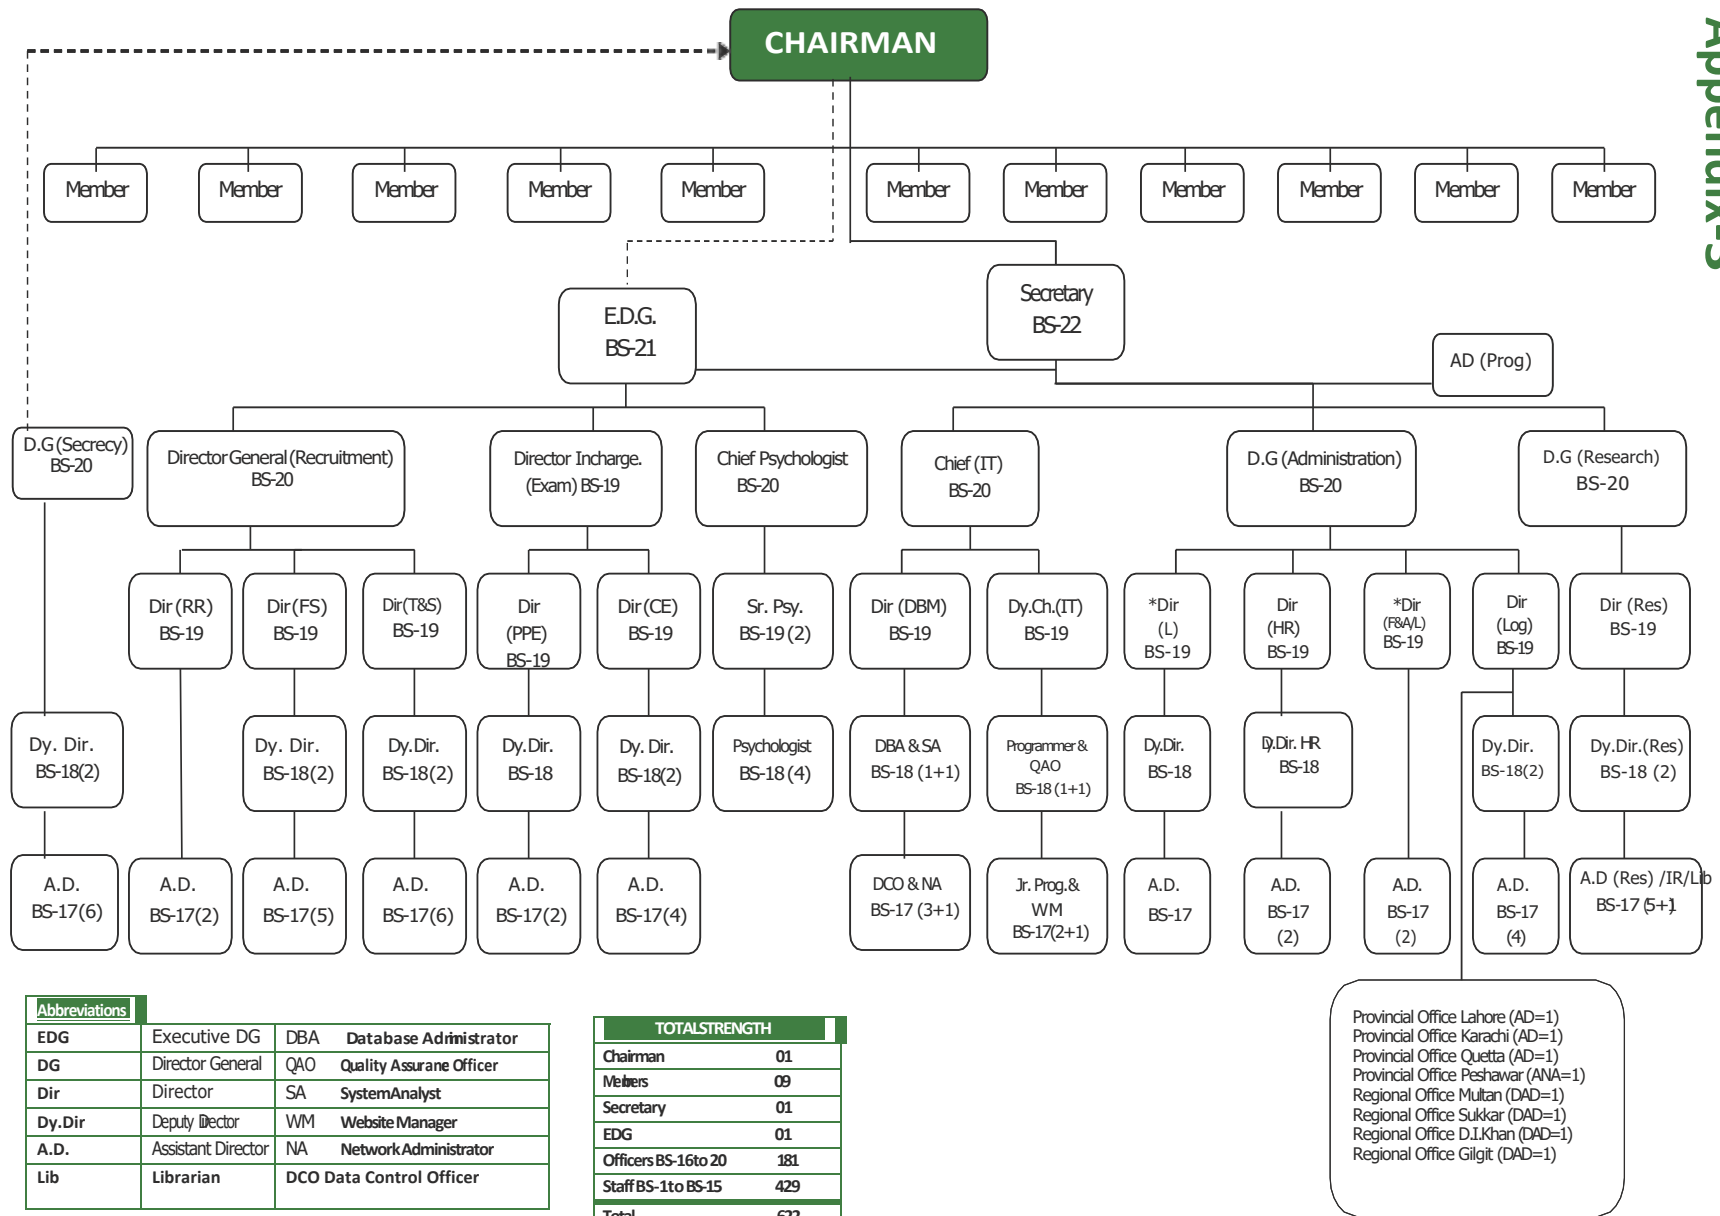 CHAIRMAN
Appendix-3
Member
Member
Member
Member
Member
Member
Member
Member
Member
Member
Member
E.D.G.
BS-21
Secretary
BS-22
AD (Prog)
D.G (Secrecy)
BS-20
Director General (Recruitment)
BS-20
Director Incharge.
(Exam) BS-19
Chief Psychologist
BS-20
Chief (IT)
BS-20
D.G (Administration)
BS-20
D.G (Research)
BS-20
Dir (RR)
BS-19
Dir (FS)
BS-19
Dir (T&S)
BS-19
Dir
(PPE)
BS-19
Dir (CE)
BS-19
Sr. Psy.
BS-19 (2)
Dir (DBM)
BS-19
Dy.Ch.(IT)
BS-19
*Dir
(L)
BS-19
Dir
(HR)
BS-19
*Dir
(F&A/L)
BS-19
Dir
(Log)
BS-19
Dir (Res)
BS-19
Dy. Dir.
BS-18(2)
Dy. Dir.
BS-18(2)
Dy.Dir.
BS-18(2)
Dy.Dir.
BS-18
Dy. Dir.
BS-18(2)
Psychologist
BS-18 (4)
DBA & SA
BS-18 (1+1)
Programmer &
QAO
BS-18 (1+1)
Dy.Dir.
BS-18
Dy.Dir. HR
BS-18
Dy.Dir.
BS-18(2)
Dy.Dir.(Res)
BS-18 (2)
A.D.
BS-17(6)
A.D.
BS-17(2)
A.D.
BS-17(5)
A.D.
BS-17(6)
A.D.
BS-17(2)
A.D.
BS-17(4)
DCO & NA
BS-17 (3+1)
Jr. Prog.&
WM
BS-17(2+1)
A.D.
BS-17
A.D.
BS-17
(2)
A.D.
BS-17
(2)
A.D.
BS-17
(4)
A.D (Res) /IR/Lib
BS-17 (5+1
Provincial Office Lahore (AD=1)
Provincial Office Karachi (AD=1)
Provincial Office Quetta (AD=1)
Provincial Office Peshawar (ANA=1)
Regional Office Multan (DAD=1)
Regional Office Sukkar (DAD=1)
Regional Office D.I.Khan (DAD=1)
Regional Office Gilgit (DAD=1)
Abbreviations
EDG Executive DG DBA Database Admnistrator
DG Director General QAO Quality Assurane Officer
Dir Director SA SystemAnalyst
Dy.Dir Deputy Director WM Website Manager
A.D. Assistant Director NA Network Administrator
Lib Librarian DCO Data Control Officer
TOTALSTRENGTH
Chairman 01
Members 09
Secretary 01
EDG 01
Officers BS-16to 20 181
Staff BS-1to BS-15 429
Total 622